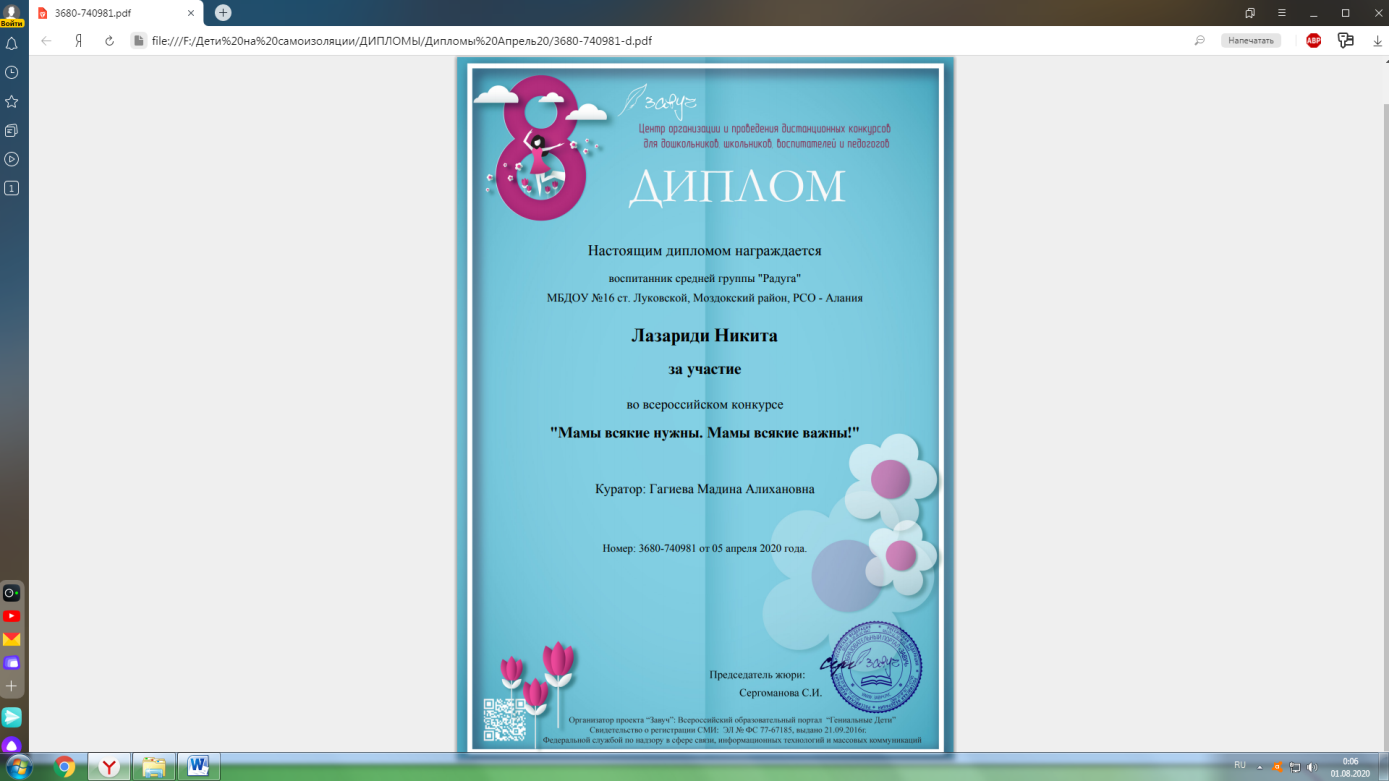 Войти
3680-740981.pdf
file:///F:/Дети%20на%20самоизоляции/ДИПЛОМЫ/Дипломы%20Апрель20/3680-740981-d.pdf
Напечатать
ABP
1
8
Завуч
Центр организации и проведения дистанционных конкурсов
для дошкольников, школьников, воспитателей и педагогов
ДИПЛОМ
Настоящим дипломом награждается
воспитанник средней группы "Радуга"
МБДОУ №16 ст. Луковской, Моздокский район, РСО - Алания
Лазариди Никита
за участие
во всероссийском конкурсе
"Мамы всякие нужны. Мамы всякие важны!"
Куратор: Гагиева Мадина Алихановна
Номер: 3680-740981 от 05 апреля 2020 года.
Председатель жюри:
Сергоманова С.И.
Завуч
Организатор проекта “Завуч”: Всероссийский образовательный портал “Гениальные Дети”
Свидетельство о регистрации СМИ: ЭЛ № ФС 77-67185, выдано 21.09.2016г.
Федеральной службой по надзору в сфере связи, информационных технологий и массовых коммуникаций
RU
0:06
01.08.2020